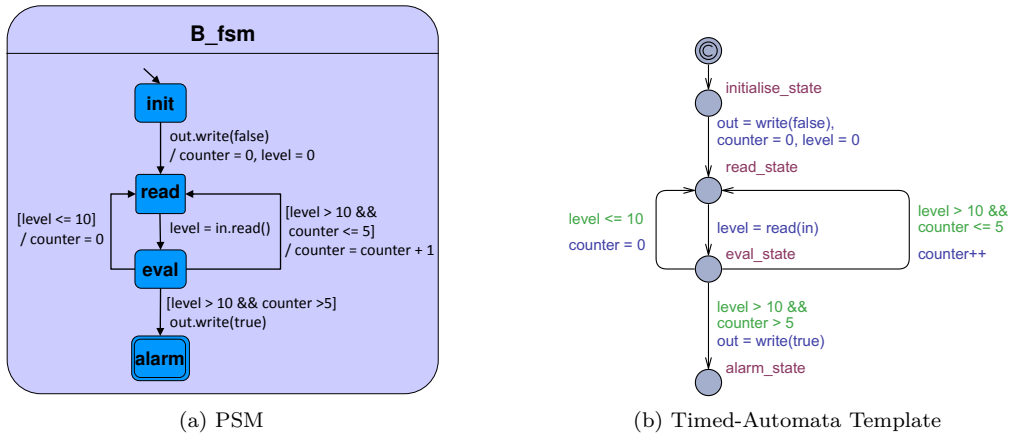 B_fsm
init
out.write(false)
/ counter = 0, level = 0
read
[level <= 10]
/ counter = 0
level = in.read()
[level > 10 &&
counter <= 5]
/ counter = counter + 1
eval
[level > 10 && counter >5]
out.write(true)
alarm
(a) PSM
C
initialise_state
out = write(false),
counter = 0, level = 0
read_state
level <= 10
counter = 0
level = read(in)
level > 10 &&
counter <= 5
counter++
eval_state
level > 10 &&
counter > 5
out = write(true)
alarm_state
(b) Timed-Automata Template